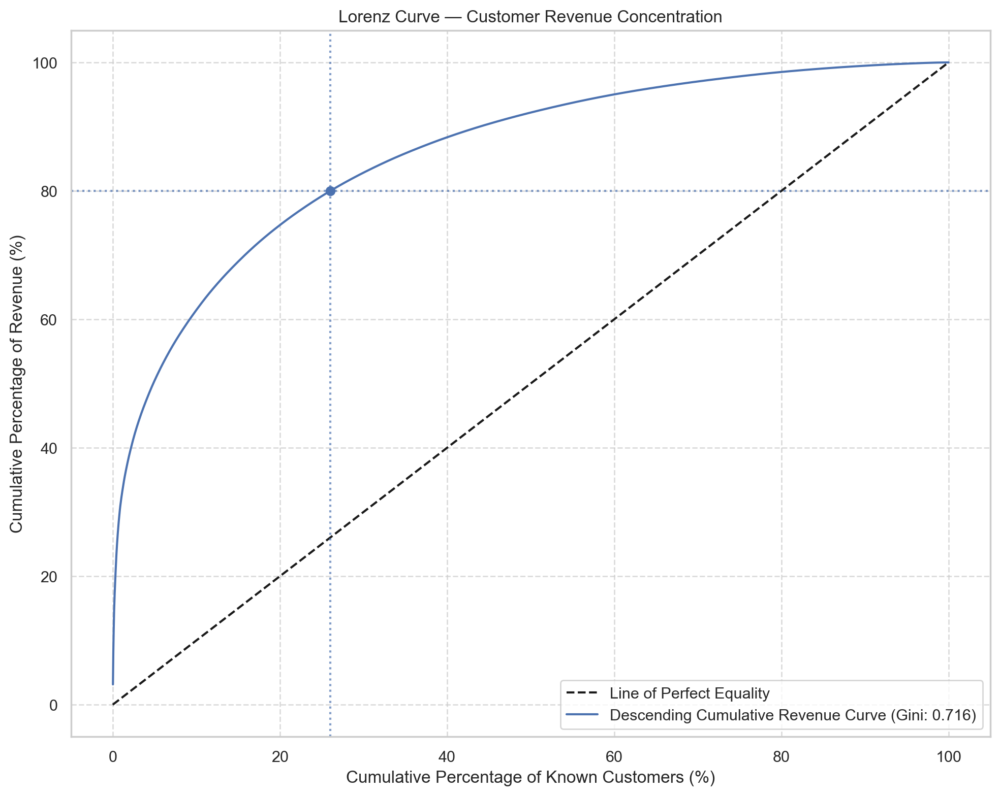 Lorenz Curve — Customer Revenue Concentration
Cumulative Percentage of Revenue (%)
100
80
60
40
20
0
Line of Perfect Equality
Descending Cumulative Revenue Curve (Gini: 0.716)
0 20 40 60 80 100
Cumulative Percentage of Known Customers (%)